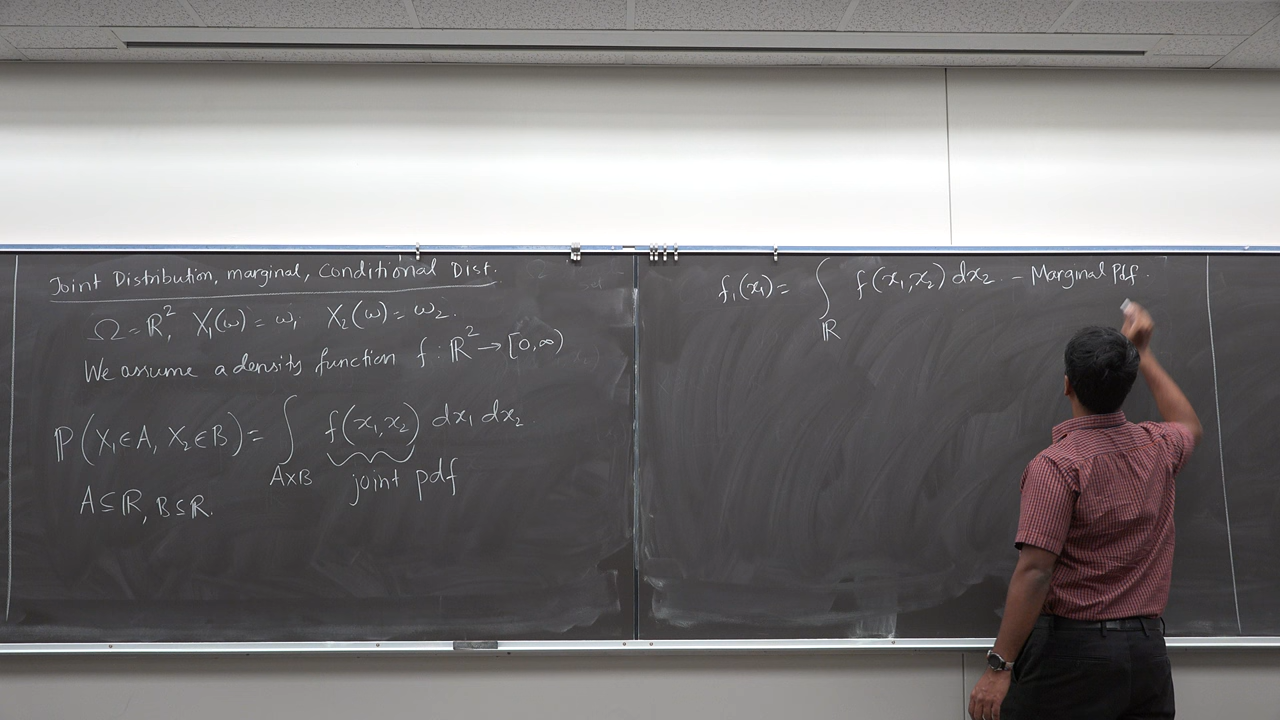 Joint Distribution, marginal, Conditional Dist.
Ω = ℝ², X₁(ω) = ω₁ X₂(ω) = ω₂.
We assume a density function f : ℝ² → [0,∞)
ℙ(X₁∈A, X₂∈B) = ∫_{A×B} f(x₁,x₂) dx₁ dx₂
joint pdf
A⊆ℝ, B⊆ℝ.
f₁(x₁) = ∫_ℝ f(x₁,x₂) dx₂ – Marginal Pdf.